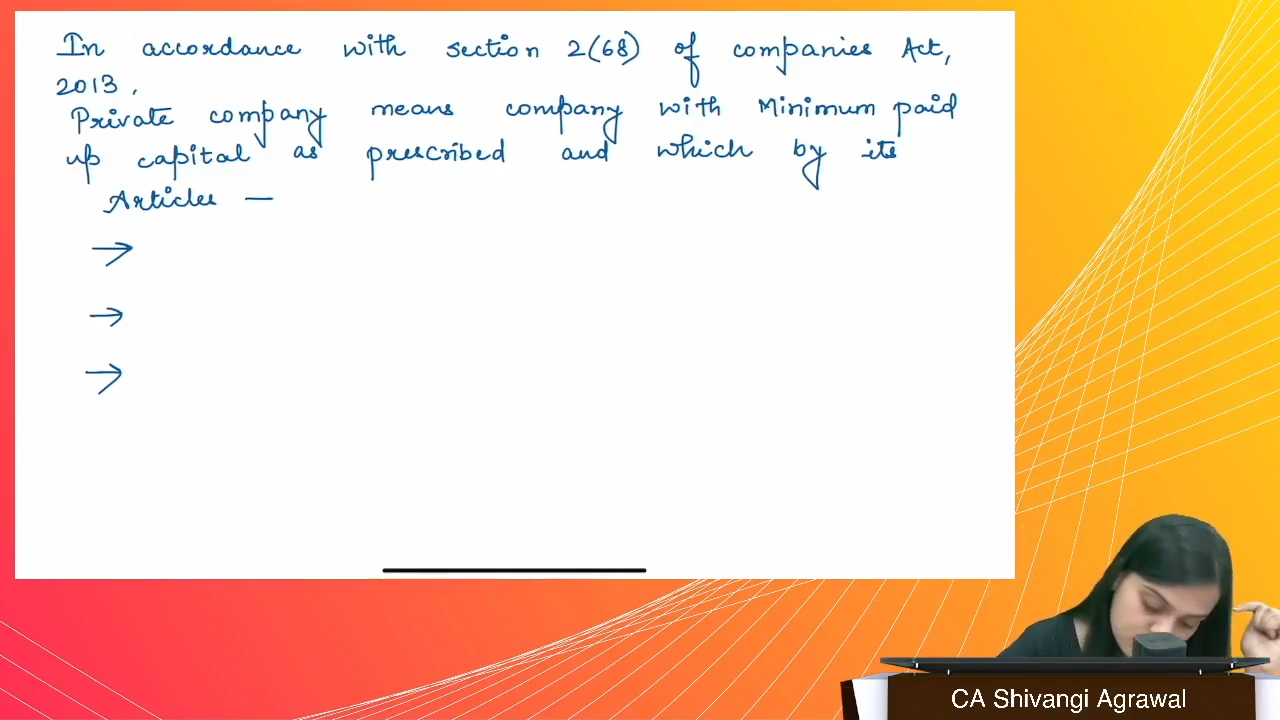 In accordance with section 2(68) of companies Act,
2013.
Private company means company with Minimum paid
up capital as prescribed and which by its
Articles —
→
→
→
CA Shivangi Agrawal